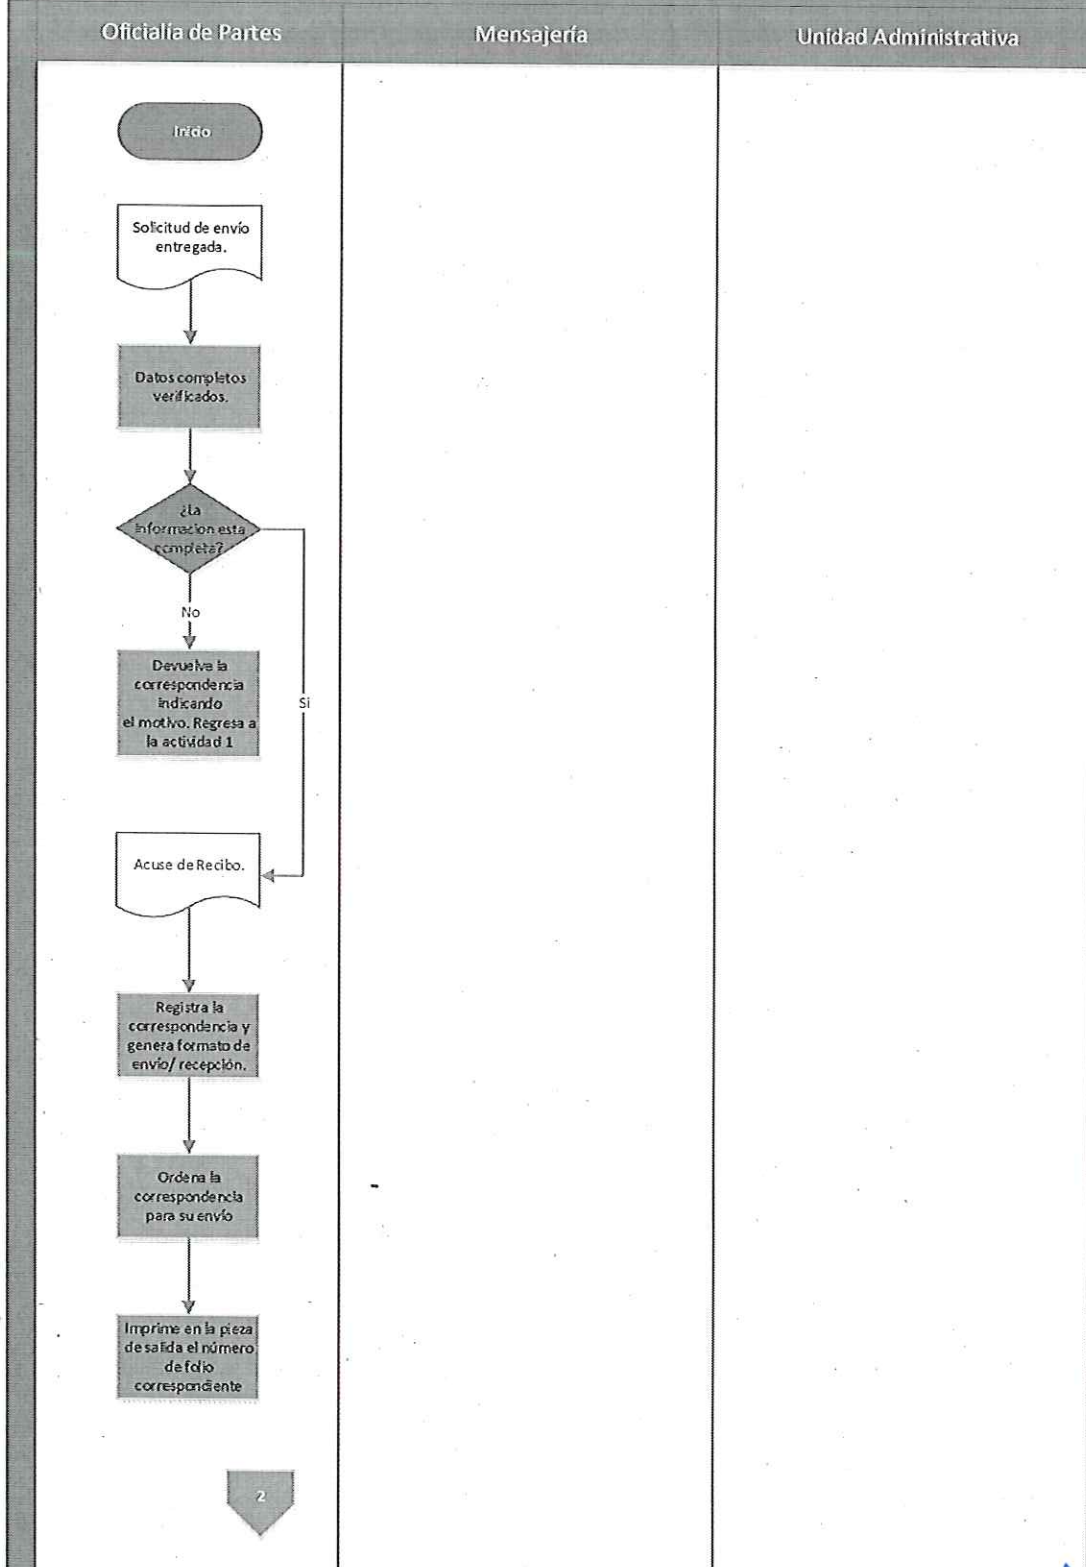 Oficialía de Partes
Mensajería
Unidad Administrativa
Inicio
Solicitud de envío
entregada.
Datos completos
verificados.
¿La
informacion esta
completa?
No
Si
Devuelva la
correspondencia
indicando
el motivo. Regresa a
la actividad 1
Acuse de Recibo.
Registra la
correspondencia y
genera formato de
envío/ recepción.
Ordena la
correspondencia
para su envío
Imprime en la pieza
de salida el número
de folio
correspondiente
2